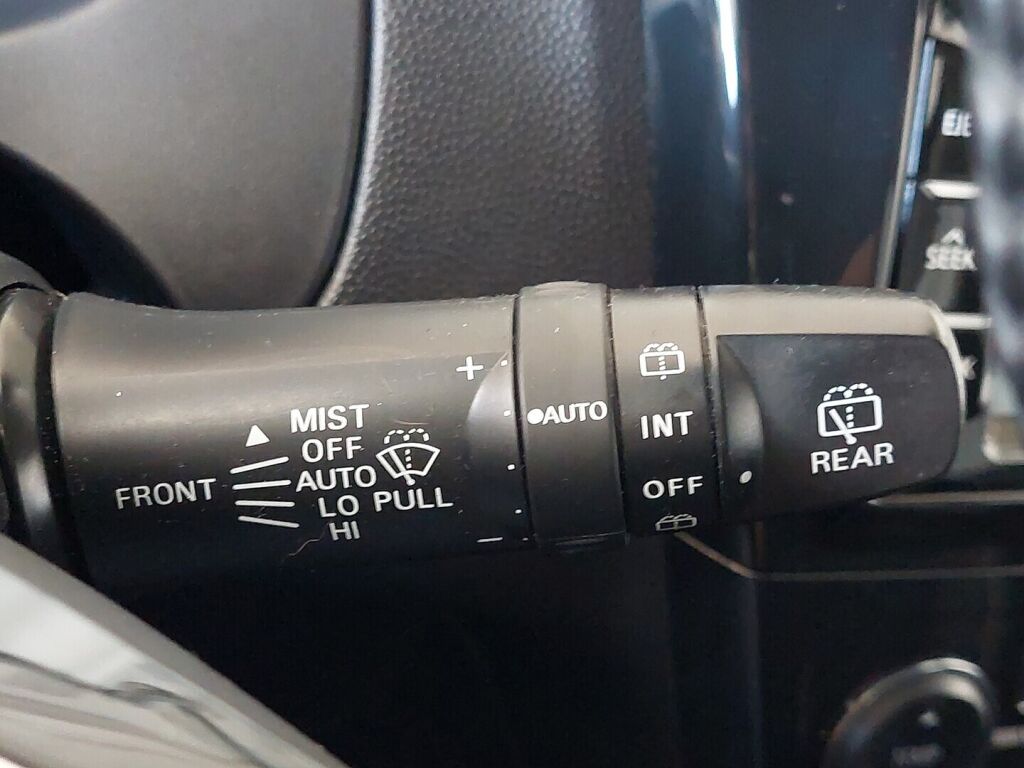 MIST
OFF
AUTO
LO
HI
FRONT
PULL
+
−
●AUTO
INT
OFF
REAR
SEEK